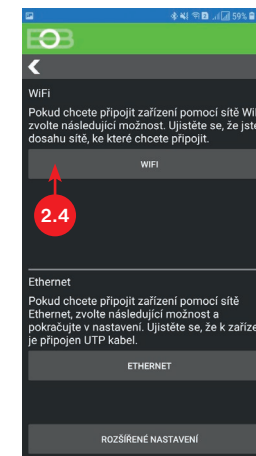 59%
EOB
WiFi
Pokud chcete připojit zařízení pomocí sítě Wi
zvolte následující možnost. Ujistěte se, že jste
dosahu sítě, ke které chcete připojit.
WIFI
2.4
Ethernet
Pokud chcete připojit zařízení pomocí sítě
Ethernet, zvolte následující možnost a
pokračujte v nastavení. Ujistěte se, že k zaříze
je připojen UTP kabel.
ETHERNET
ROZŠÍŘENÉ NASTAVENÍ